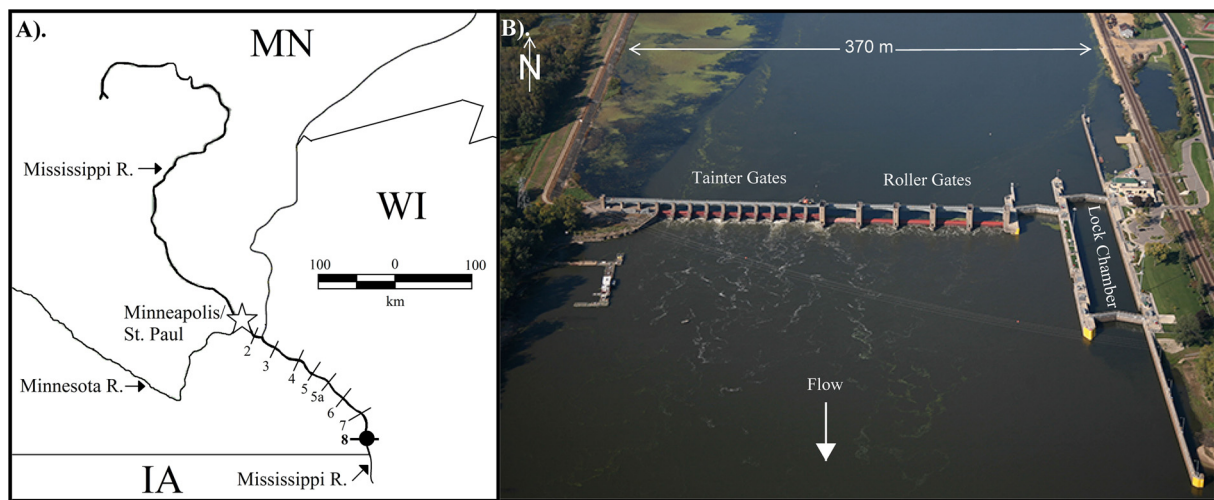 A).
MN
Mississippi R.
WI
100 0 100
km
Minneapolis/
St. Paul
2
3
4
5
5a
6
7
8
Minnesota R.
Mississippi R.
IA
B).
N
370 m
Tainter Gates
Roller Gates
Lock Chamber
Flow